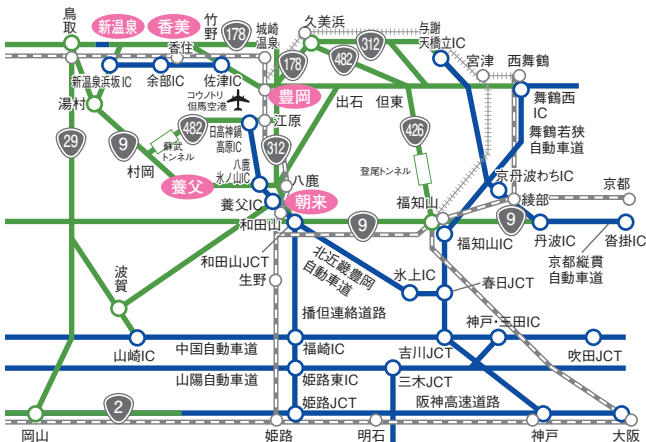 鳥取
新温泉
香美
竹野
178
城崎温泉
久美浜
与謝天橋立IC
312
482
178
宮津
西舞鶴
香住
新温泉浜坂IC
余部IC
佐津IC
コウノトリ
但馬空港
豊岡
出石
但東
舞鶴西
IC
舞鶴若狭
自動車道
湯村
29
9
482
蘇武
トンネル
日高神鍋
高原IC
江原
312
426
登尾トンネル
村岡
八鹿
氷ノ山IC
八鹿
京丹波わちIC
養父
養父IC
朝来
福知山
綾部
京都
和田山
9
9
福知山IC
丹波IC
沓掛IC
京都縦貫
自動車道
和田山JCT
北近畿豊岡
自動車道
生野
氷上IC
春日JCT
波賀
播但連絡道路
神戸・三田IC
山崎IC
中国自動車道
福崎IC
吉川JCT
吹田JCT
山陽自動車道
姫路東IC
三木JCT
2
姫路JCT
阪神高速道路
岡山
姫路
明石
神戸
大阪